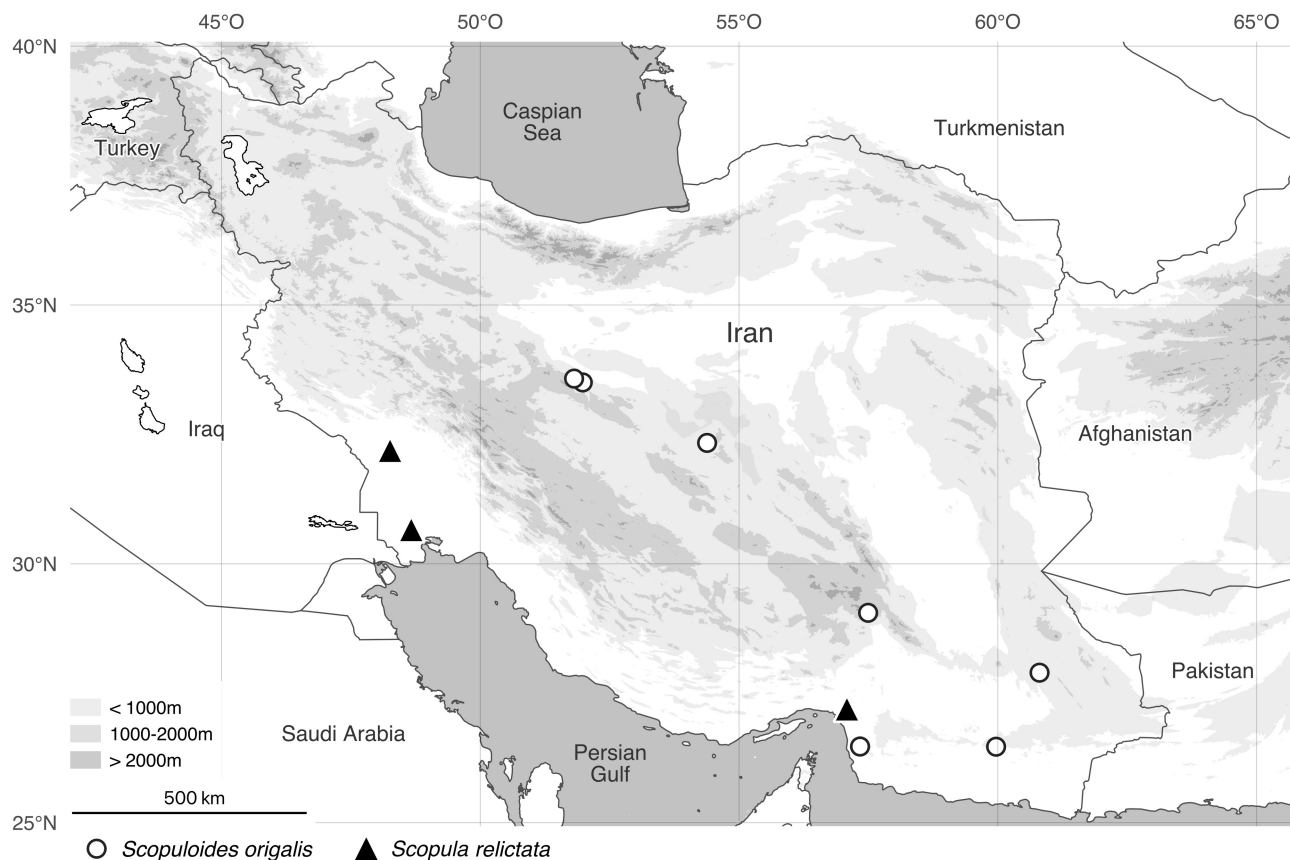 45°O 50°O 55°O 60°O 65°O
40°N
Caspian
Sea
Turkmenistan
Turkey
35°N
Iran
Iraq
Afghanistan
30°N
Pakistan
< 1000m
1000-2000m
> 2000m
Saudi Arabia
Persian
Gulf
500 km
25°N
Scopuloides origalis
Scopula relictata